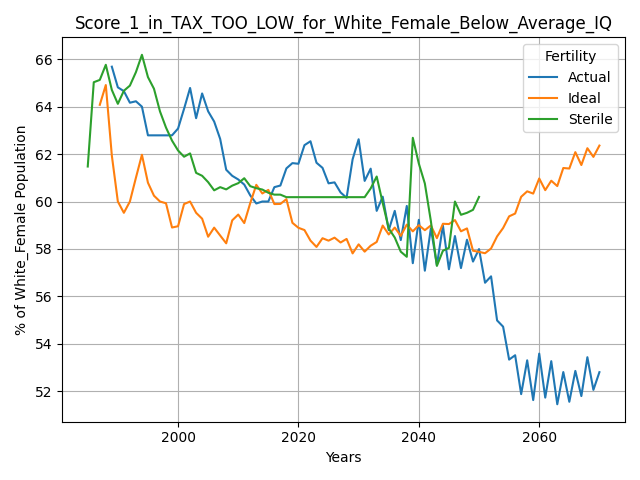 Score_1_in_TAX_TOO_LOW_for_White_Female_Below_Average_IQ
% of White_Female Population
66
64
62
60
58
56
54
52
Fertility
Actual
Ideal
Sterile
2000
2020
2040
2060
Years